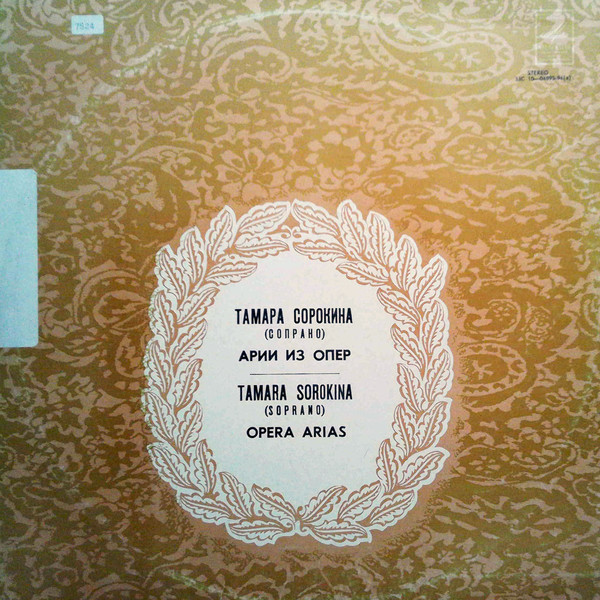 7524
STEREO
ТАМАРА СОРОКИНА
(СОПРАНО)
АРИИ ИЗ ОПЕР
TAMARA SOROKINA
(SOPRANO)
OPERA ARIAS